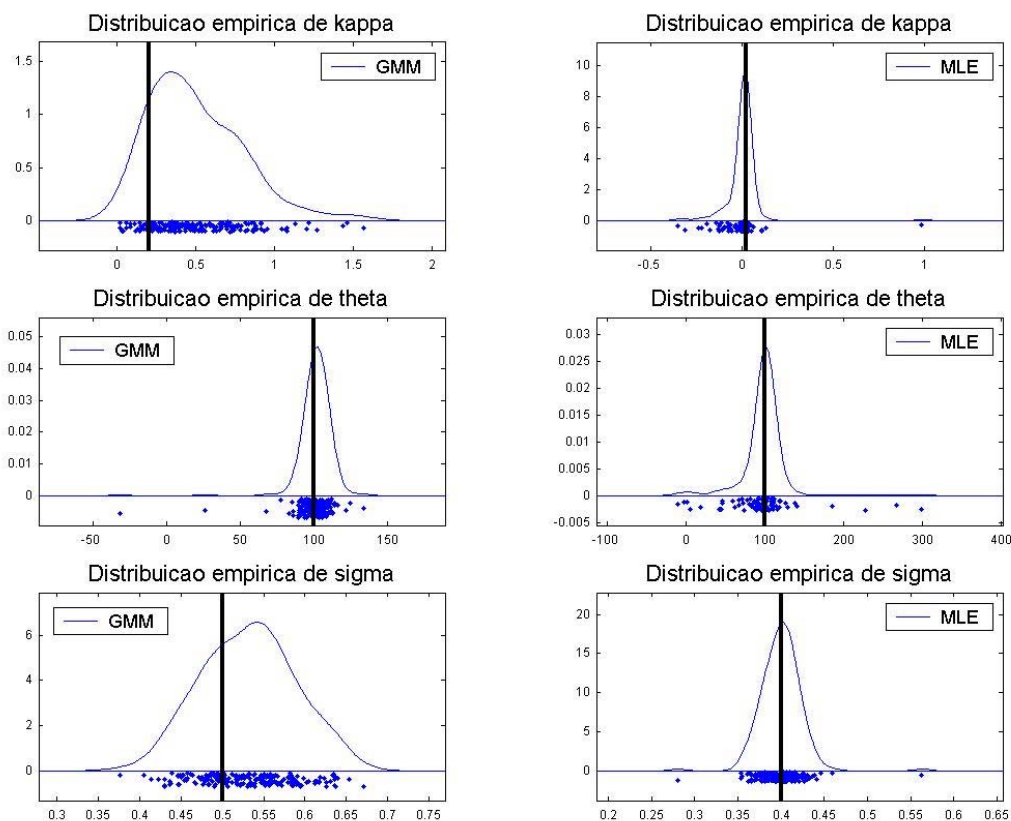 Distribuicao empirica de kappa
1.5
1
0.5
0
GMM
0 0.5 1 1.5 2
Distribuicao empirica de kappa
10
8
6
4
2
0
MLE
-0.5 0 0.5 1
Distribuicao empirica de theta
0.05
0.04
0.03
0.02
0.01
0
GMM
-50 0 50 100 150
Distribuicao empirica de theta
0.03
0.025
0.02
0.015
0.01
0.005
0
-0.005
MLE
-100 0 100 200 300 400
Distribuicao empirica de sigma
6
4
2
0
GMM
0.3 0.35 0.4 0.45 0.5 0.55 0.6 0.65 0.7 0.75
Distribuicao empirica de sigma
20
15
10
5
0
MLE
0.2 0.25 0.3 0.35 0.4 0.45 0.5 0.55 0.6 0.65